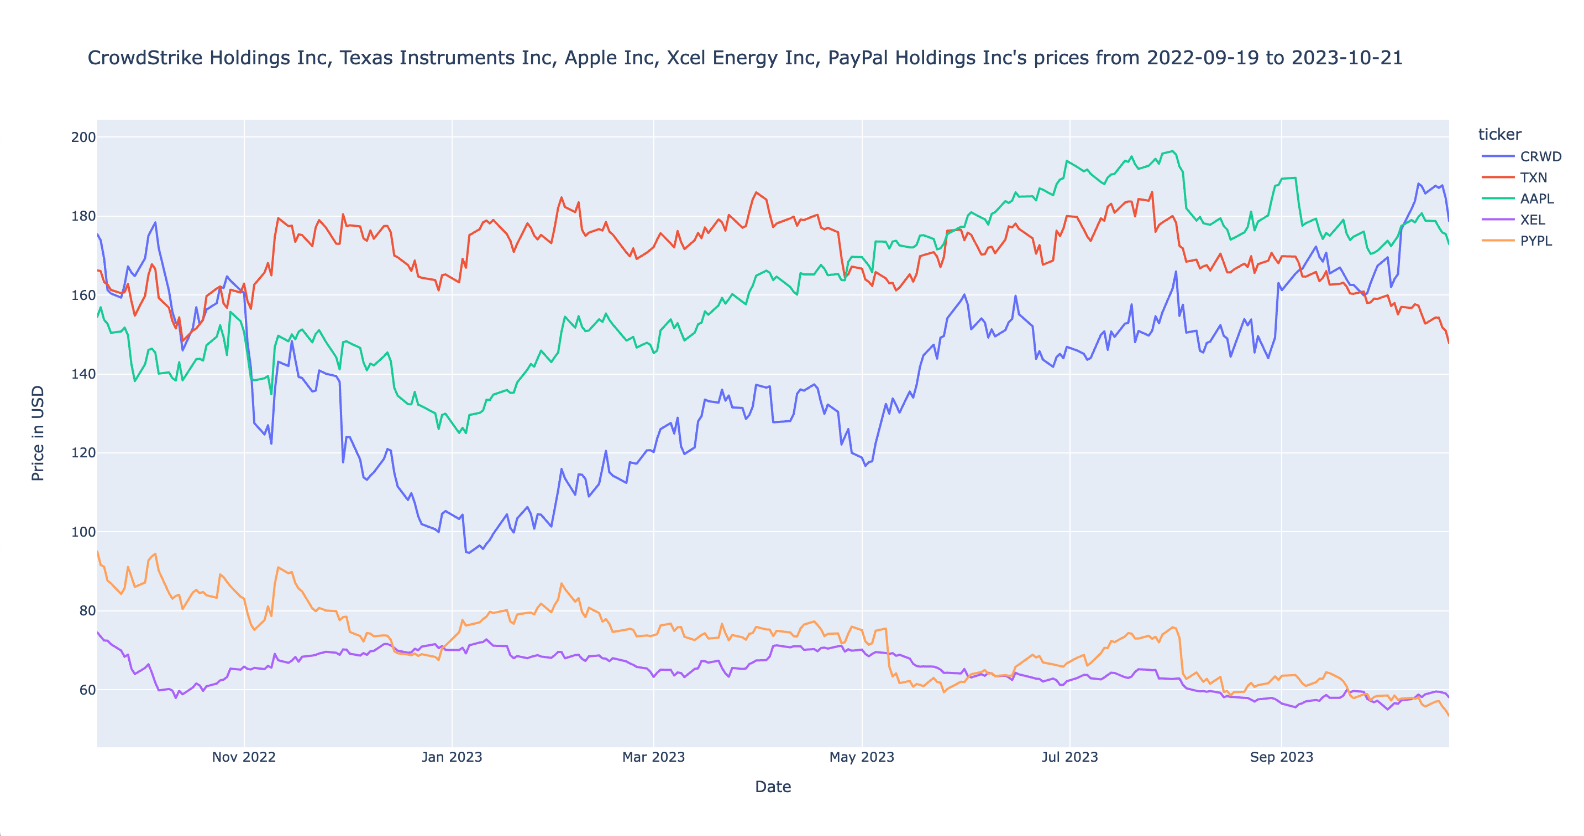 CrowdStrike Holdings Inc, Texas Instruments Inc, Apple Inc, Xcel Energy Inc, PayPal Holdings Inc's prices from 2022-09-19 to 2023-10-21
ticker
CRWD
TXN
AAPL
XEL
PYPL
Price in USD
200
180
160
140
120
100
80
60
Nov 2022
Jan 2023
Mar 2023
May 2023
Jul 2023
Sep 2023
Date